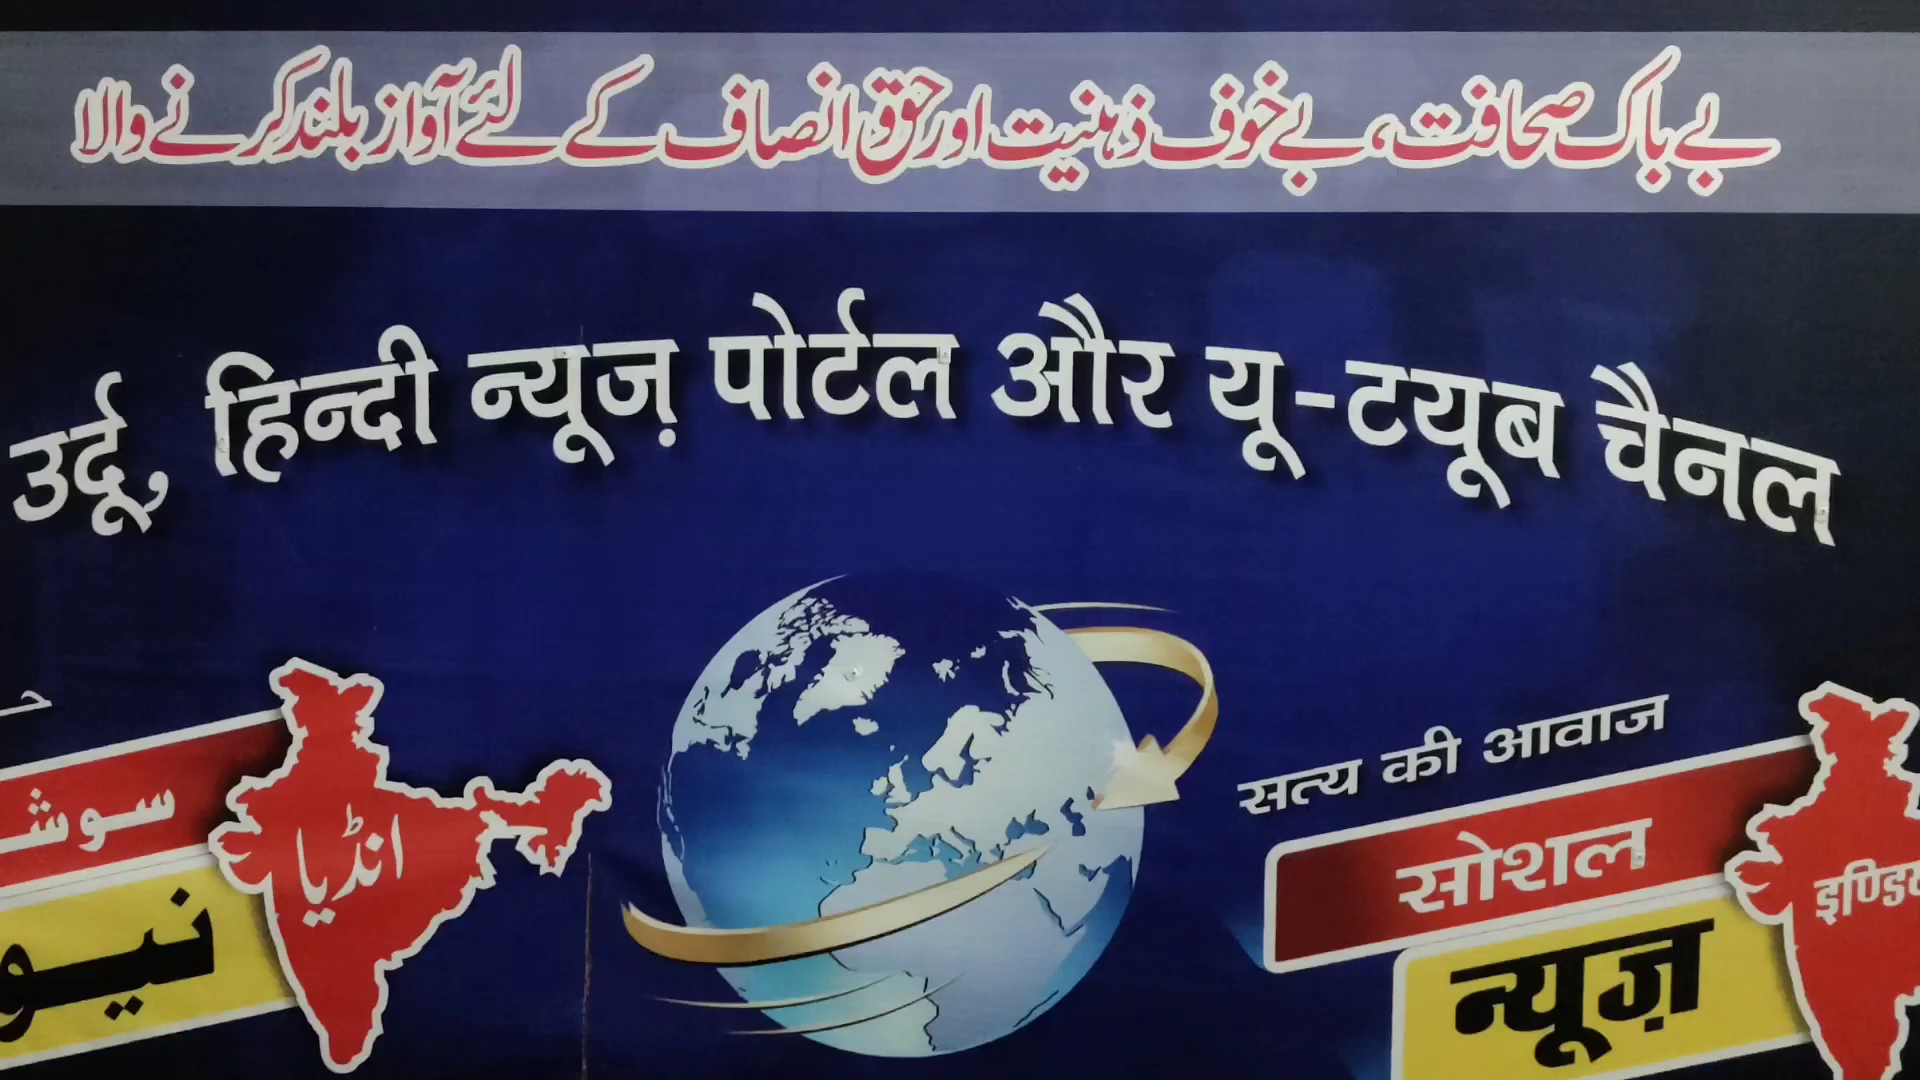 بے باک صحافت، بے خوف ذہنیت اور حق انصاف کے لئے آواز بلند کرنے والا
उर्दू, हिन्दी न्यूज़ पोर्टल और यू-टयूब चैनल
انڈیا
सत्य की आवाज
सोशल
न्यूज़